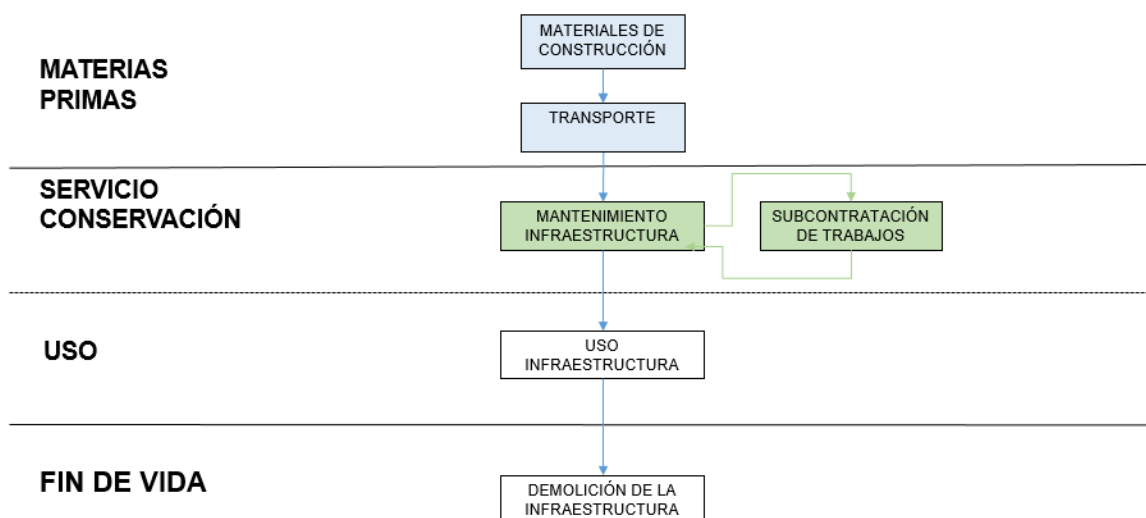 MATERIAS
PRIMAS
MATERIALES DE
CONSTRUCCIÓN
TRANSPORTE
SERVICIO
CONSERVACIÓN
MANTENIMIENTO
INFRAESTRUCTURA
SUBCONTRATACIÓN
DE TRABAJOS
USO
USO
INFRAESTRUCTURA
FIN DE VIDA
DEMOLICIÓN DE LA
INFRAESTRUCTURA